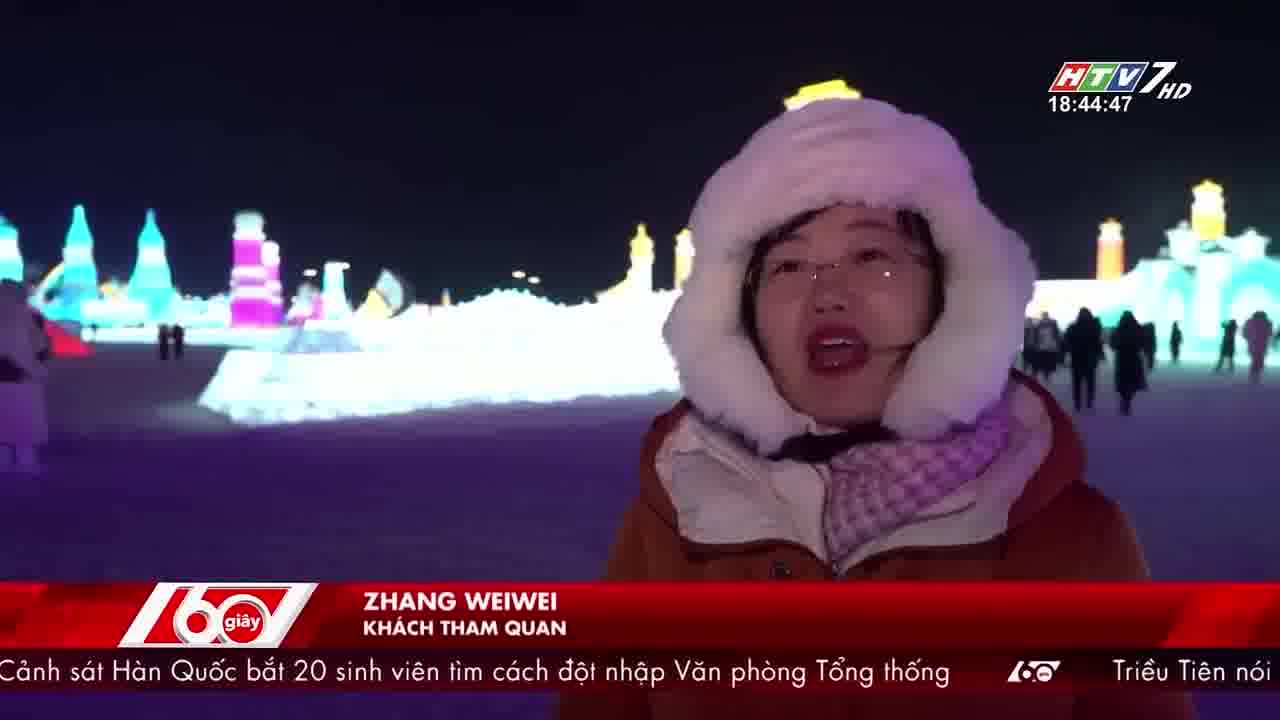 HTV7 HD
18:44:47
60 giây
ZHANG WEIWEI
KHÁCH THAM QUAN
Cảnh sát Hàn Quốc bắt 20 sinh viên tìm cách đột nhập Văn phòng Tổng thống 60 giây Triều Tiên nói